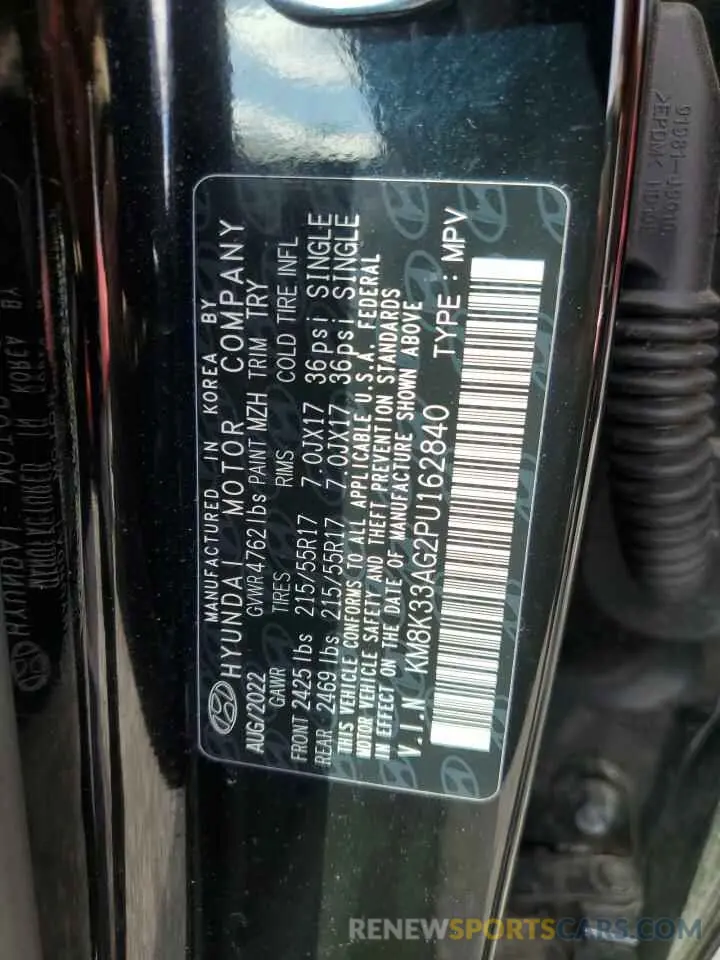 MANUFACTURED IN KOREA BY
HYUNDAI MOTOR COMPANY
AUG/2022 GVWR 4762 lbs PAINT MZH TRIM TRY
GAWR TIRES RIMS COLD TIRE INFL
FRONT 2425 lbs 215/55R17 7.0JX17 36psi SINGLE
REAR 2469 lbs 215/55R17 7.0JX17 36psi SINGLE
THIS VEHICLE CONFORMS TO ALL APPLICABLE U.S.A. FEDERAL
MOTOR VEHICLE SAFETY AND THEFT PREVENTION STANDARDS
IN EFFECT ON THE DATE OF MANUFACTURE SHOWN ABOVE
V.I.N KM8K33AG2PU162840 TYPE : MPV
>EPDM<
RENEWSPORTSCARS.COM